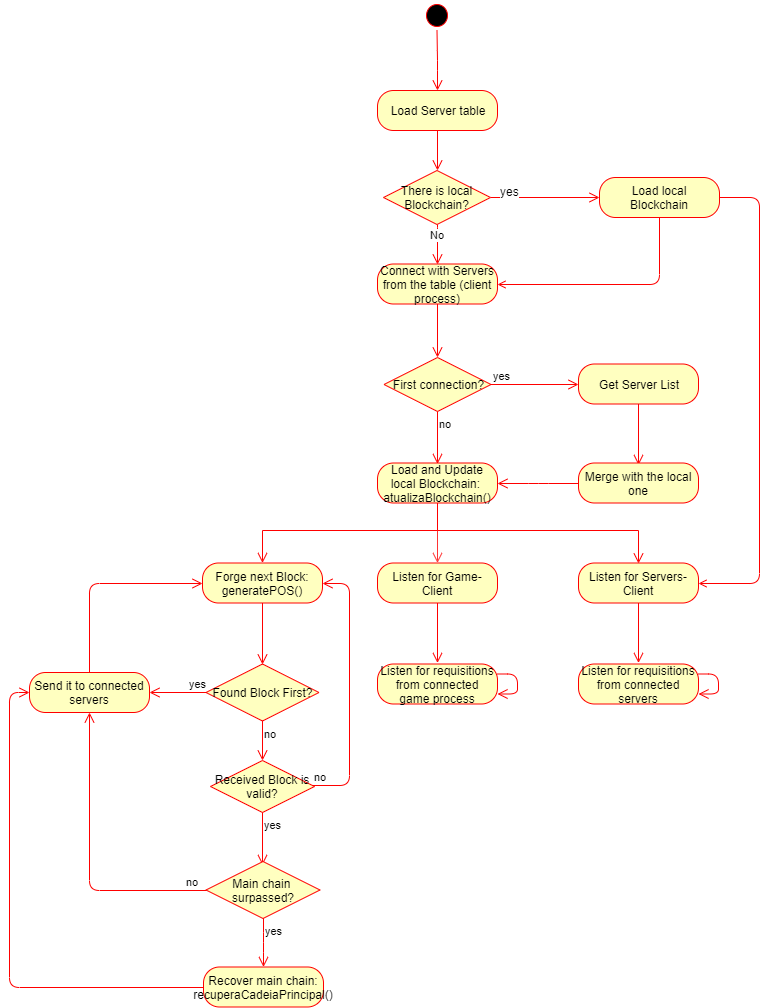 Load Server table
There is local
Blockchain?
yes
Load local
Blockchain
No
Connect with Servers
from the table (client
process)
First connection?
yes
Get Server List
no
Load and Update
local Blockchain:
atualizaBlockchain()
Merge with the local
one
Forge next Block:
generatePOS()
Listen for Game-
Client
Listen for Servers-
Client
Send it to connected
servers
yes
Found Block First?
Listen for requisitions
from connected
game process
Listen for requisitions
from connected
servers
no
Received Block is
valid?
no
yes
no
Main chain
surpassed?
yes
Recover main chain:
recuperaCadeiaPrincipal()